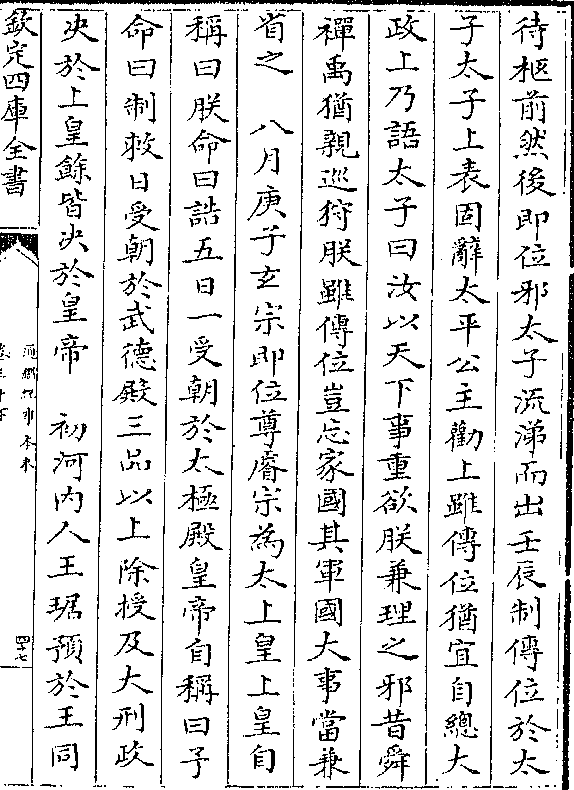 待柩前然後即位邪太子流涕而出壬辰制傳位於太
子太子上表固辭太平公主勸上雖傳位猶宜自總大
政上乃語太子曰汝以天下事重欲朕兼理之邪昔舜
禪禹猶親巡狩朕雖傳位豈忘家國其軍國大事當兼
省之　八月庚子玄宗即位尊睿宗為太上皇上皇自
稱曰朕命曰誥五日一受朝於太極殿皇帝自稱曰予
命曰制敕日受朝於武德殿三品以上除授及大刑政
决於上皇餘皆决於皇帝　初河内人王琚預於王同
欽定四庫全書
通鑑紀事本末
四十七